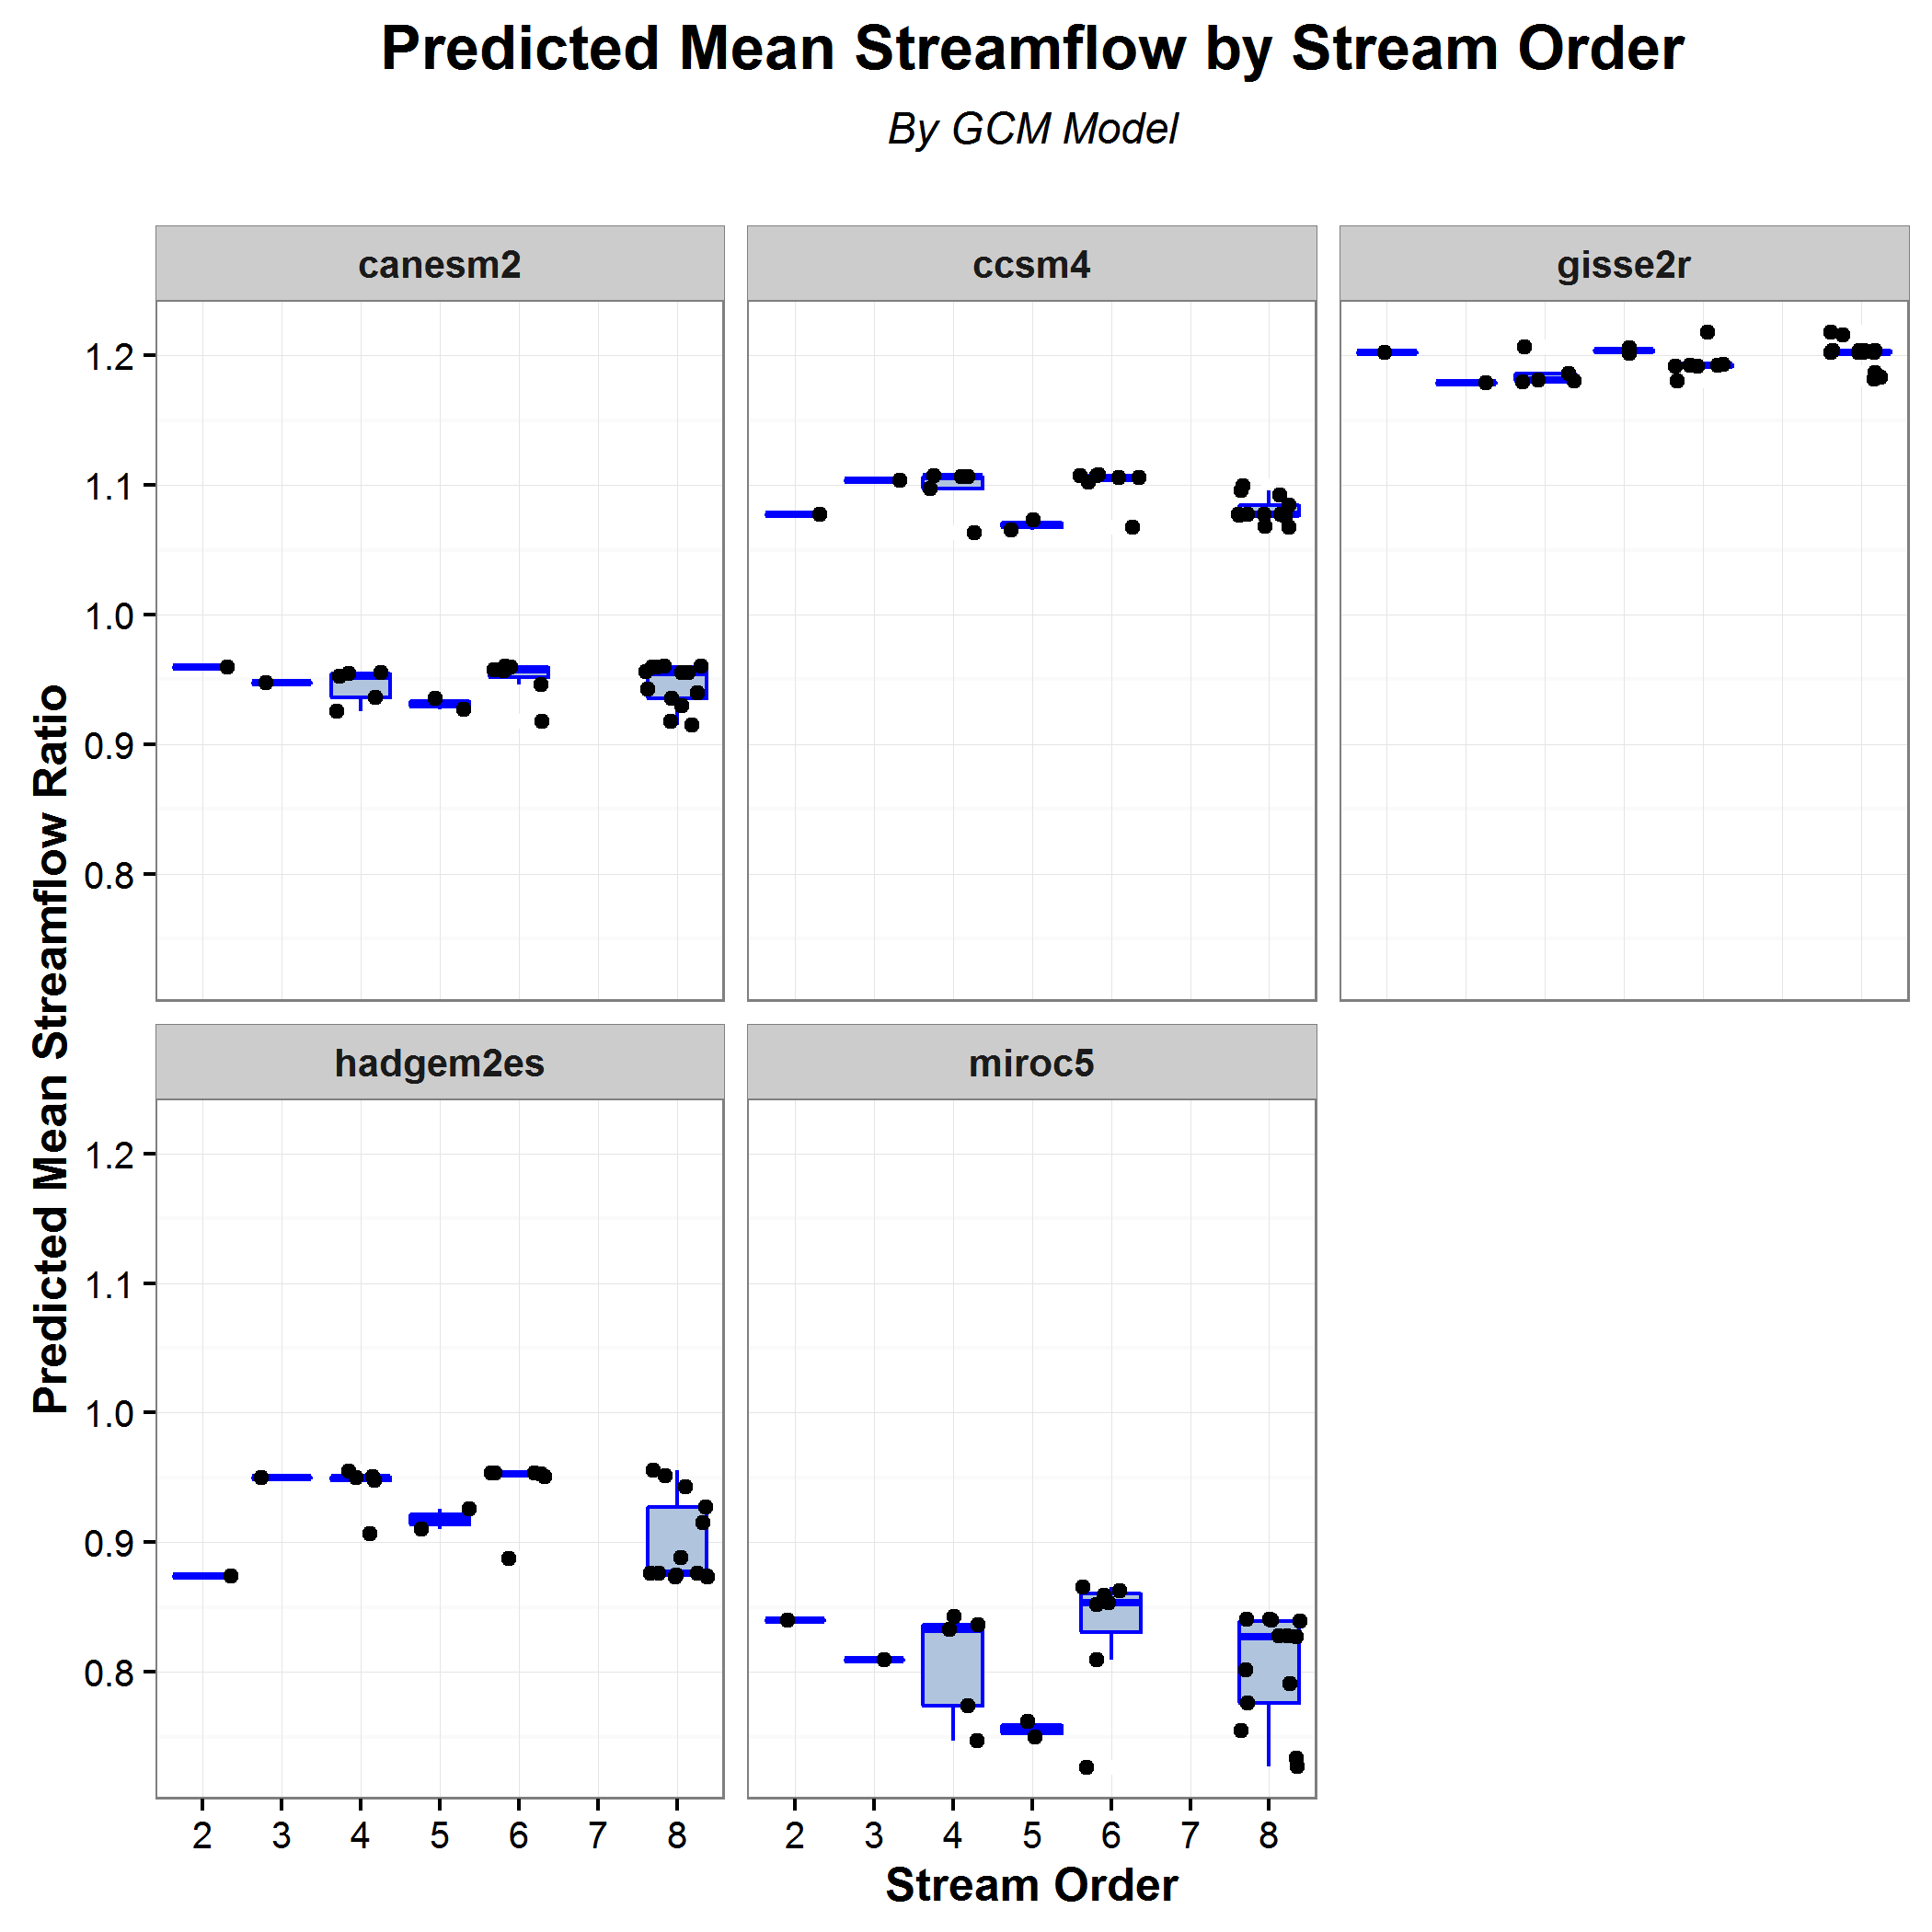 Predicted Mean Streamflow by Stream Order
By GCM Model
canesm2
ccsm4
gisse2r
1.2
1.1
1.0
0.9
0.8
Predicted Mean Streamflow Ratio
hadgem2es
miroc5
1.2
1.1
1.0
0.9
0.8
2 3 4 5 6 7 8
2 3 4 5 6 7 8
Stream Order